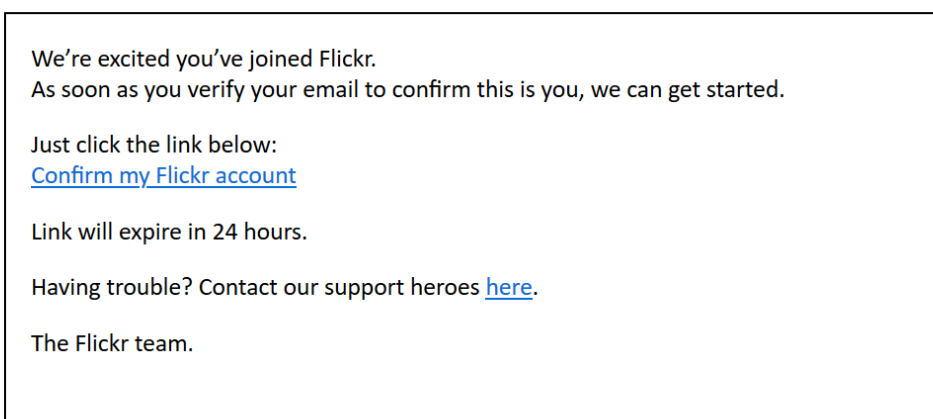 We’re excited you’ve joined Flickr.
As soon as you verify your email to confirm this is you, we can get started.
Just click the link below:
Confirm my Flickr account
Link will expire in 24 hours.
Having trouble? Contact our support heroes here.
The Flickr team.